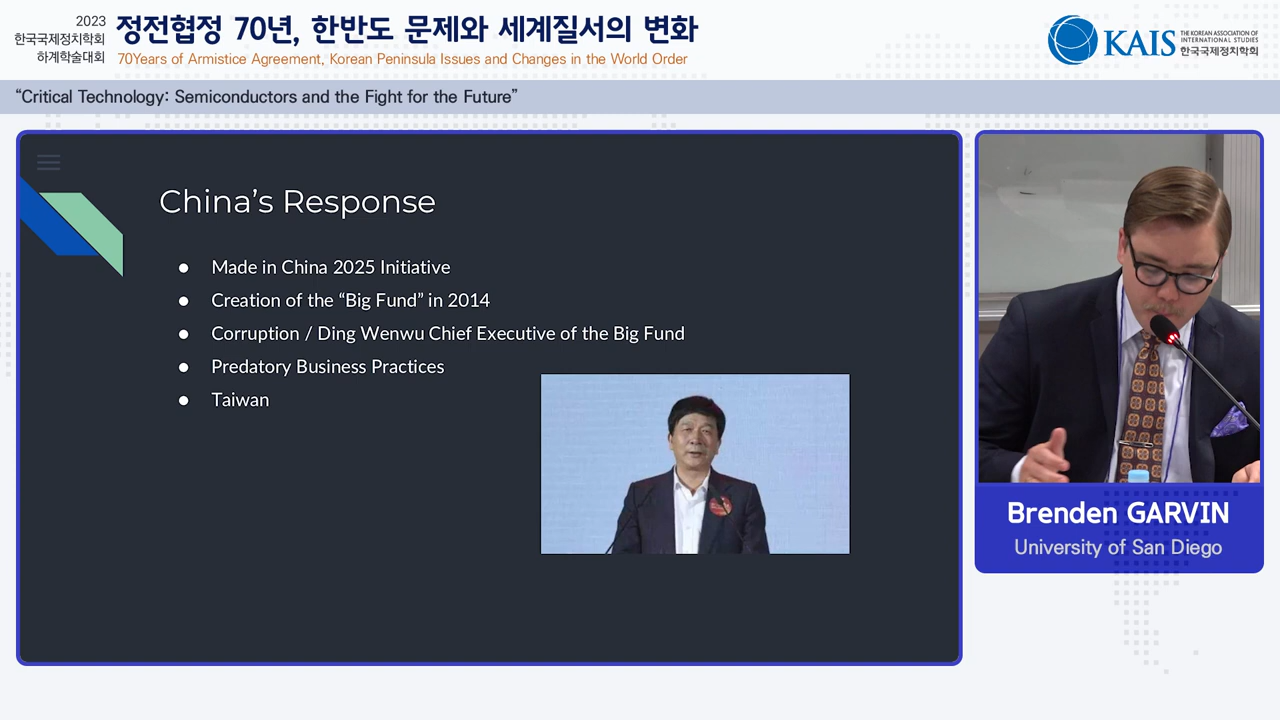 2023
한국국제정치학회
하계학술대회
정전협정 70년, 한반도 문제와 세계질서의 변화
70Years of Armistice Agreement, Korean Peninsula Issues and Changes in the World Order
KAIS
THE KOREAN ASSOCIATION OF
INTERNATIONAL STUDIES
한국국제정치학회
“Critical Technology: Semiconductors and the Fight for the Future”
China’s Response
● Made in China 2025 Initiative
● Creation of the “Big Fund” in 2014
● Corruption / Ding Wenwu Chief Executive of the Big Fund
● Predatory Business Practices
● Taiwan
Brenden GARVIN
University of San Diego